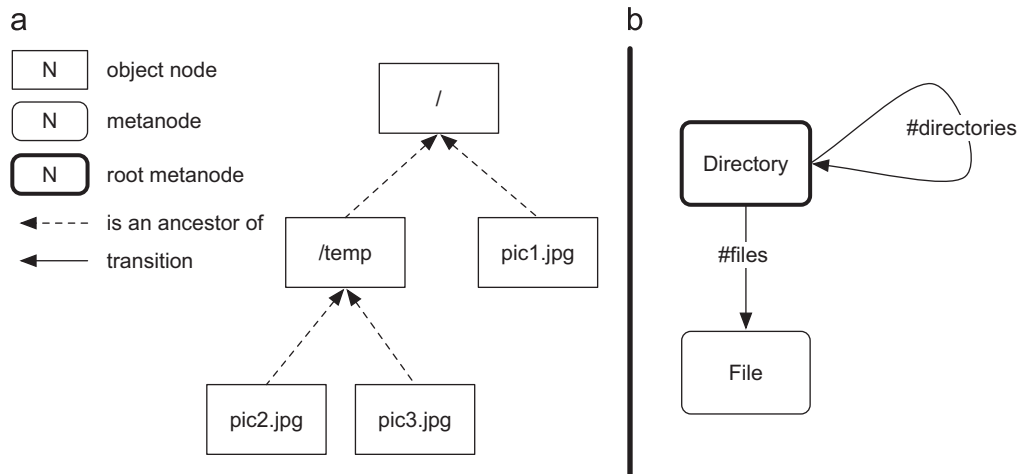 a
N object node
N metanode
N root metanode
is an ancestor of
transition
/
/temp
pic1.jpg
pic2.jpg
pic3.jpg
b
Directory
#directories
#files
File